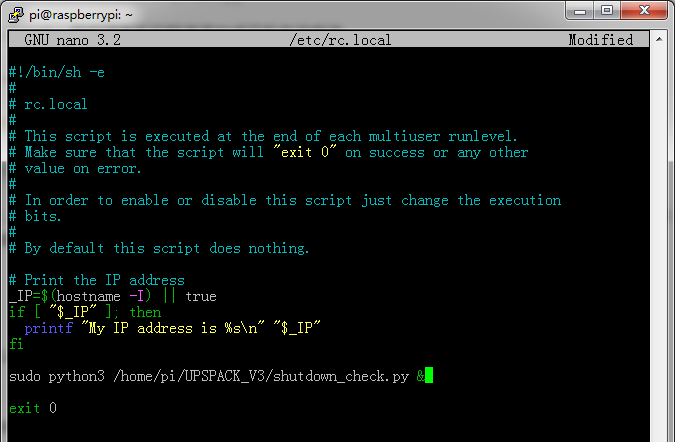 pi@raspberrypi: ~
GNU nano 3.2 /etc/rc.local Modified
#!/bin/sh -e
#
# rc.local
#
# This script is executed at the end of each multiuser runlevel.
# Make sure that the script will "exit 0" on success or any other
# value on error.
#
# In order to enable or disable this script just change the execution
# bits.
#
# By default this script does nothing.
# Print the IP address
_IP=$(hostname -I) || true
if [ "$_IP" ]; then
  printf "My IP address is %s\n" "$_IP"
fi
sudo python3 /home/pi/UPSPACK_V3/shutdown_check.py &
exit 0